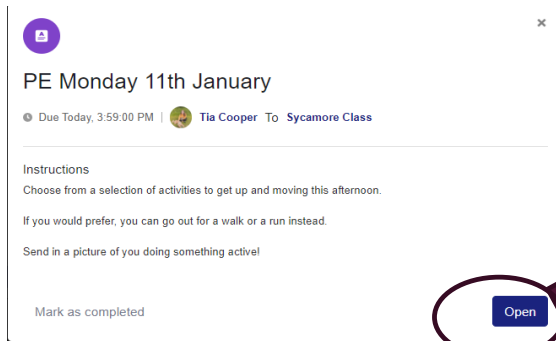 ×
PE Monday 11th January
Due Today, 3:59:00 PM | Tia Cooper To Sycamore Class
Instructions
Choose from a selection of activities to get up and moving this afternoon.
If you would prefer, you can go out for a walk or a run instead.
Send in a picture of you doing something active!
Mark as completed Open